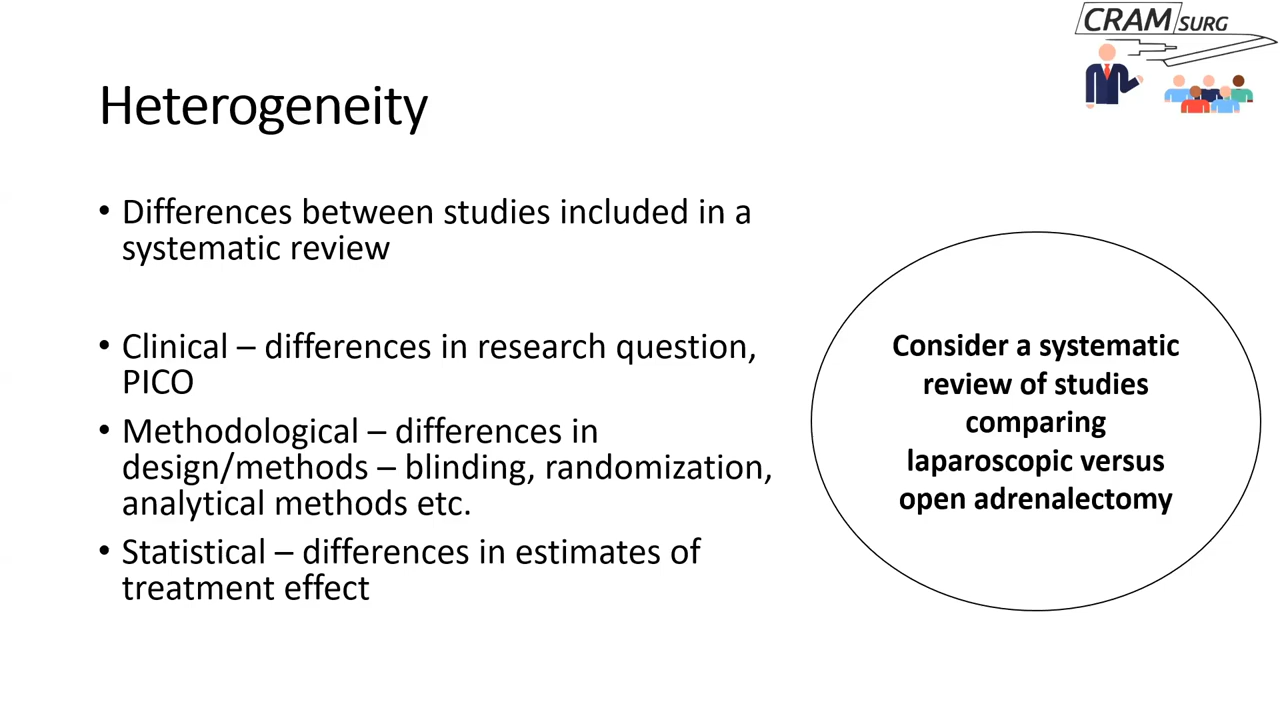 CRAM SURG
Heterogeneity
• Differences between studies included in a
systematic review
• Clinical – differences in research question,
PICO
• Methodological – differences in
design/methods – blinding, randomization,
analytical methods etc.
• Statistical – differences in estimates of
treatment effect
Consider a systematic
review of studies
comparing
laparoscopic versus
open adrenalectomy